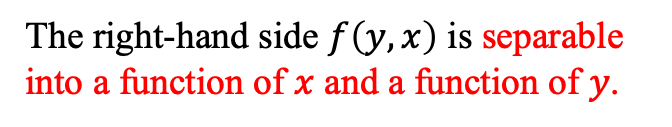 The right-hand side f(y, x) is separable
into a function of x and a function of y.